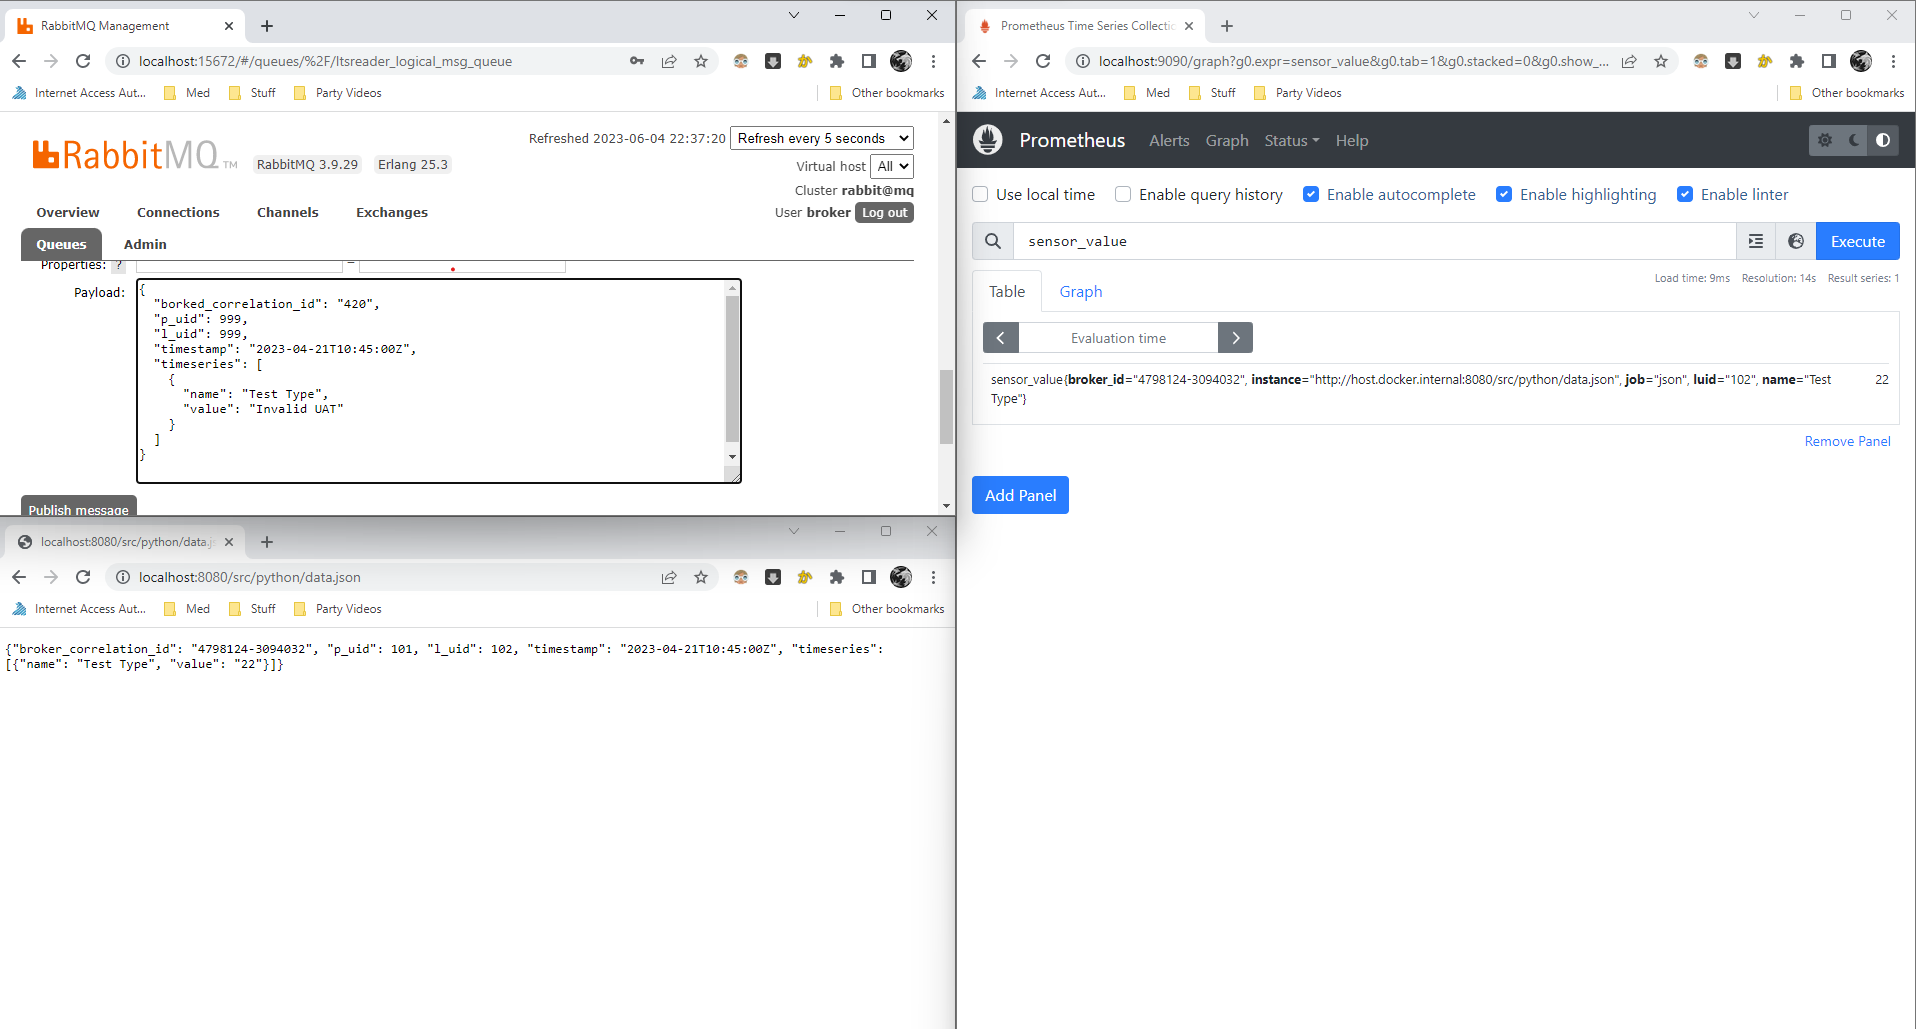 RabbitMQ Management
localhost:15672/#/queues/%2F/ltsreader_logical_msg_queue
Internet Access Aut...
Med
Stuff
Party Videos
Other bookmarks
RabbitMQ TM
RabbitMQ 3.9.29
Erlang 25.3
Refreshed 2023-06-04 22:37:20
Refresh every 5 seconds
Virtual host
All
Cluster rabbit@mq
User broker Log out
Overview
Connections
Channels
Exchanges
Queues
Admin
Properties: ?
=
Payload:
{
"borked_correlation_id": "420",
"p_uid": 999,
"l_uid": 999,
"timestamp": "2023-04-21T10:45:00Z",
"timeseries": [
{
"name": "Test Type",
"value": "Invalid UAT"
}
]
}
Publish message
localhost:8080/src/python/data.js
localhost:8080/src/python/data.json
Internet Access Aut...
Med
Stuff
Party Videos
Other bookmarks
{"broker_correlation_id": "4798124-3094032", "p_uid": 101, "l_uid": 102, "timestamp": "2023-04-21T10:45:00Z", "timeseries":
[{"name": "Test Type", "value": "22"}]}
Prometheus Time Series Collectio
localhost:9090/graph?g0.expr=sensor_value&g0.tab=1&g0.stacked=0&g0.show_...
Internet Access Aut...
Med
Stuff
Party Videos
Other bookmarks
Prometheus
Alerts
Graph
Status
Help
Use local time
Enable query history
Enable autocomplete
Enable highlighting
Enable linter
sensor_value
Execute
Load time: 9ms
Resolution: 14s
Result series: 1
Table
Graph
Evaluation time
sensor_value{broker_id="4798124-3094032", instance="http://host.docker.internal:8080/src/python/data.json", job="json", luid="102", name="Test
Type"}
22
Remove Panel
Add Panel